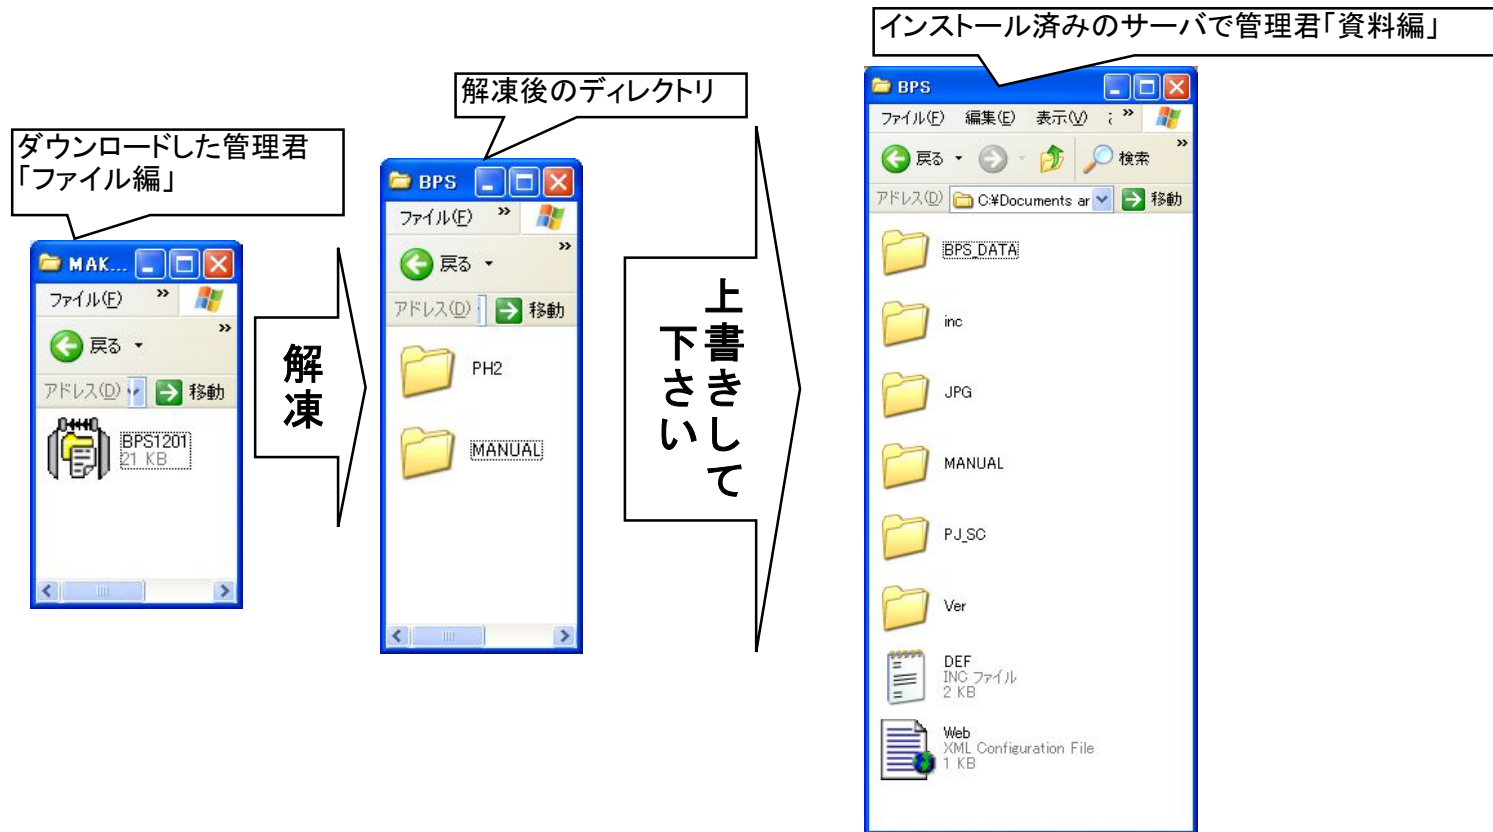 ダウンロードした管理君
「ファイル編」
MAK...
ファイル(F) »
戻る »
アドレス(D) 移動
BPS1201
21 KB
解凍
解凍後のディレクトリ
BPS
ファイル(F) »
戻る »
アドレス(D) 移動
PH2
MANUAL
上書きして
下さい
インストール済みのサーバで管理君「資料編」
BPS
ファイル(F) 編集(E) 表示(V) »
戻る 検索 »
アドレス(D) C:¥Documents ar 移動
BPS_DATA
inc
JPG
MANUAL
PJ_SC
Ver
DEF
INC ファイル
2 KB
Web
XML Configuration File
1 KB